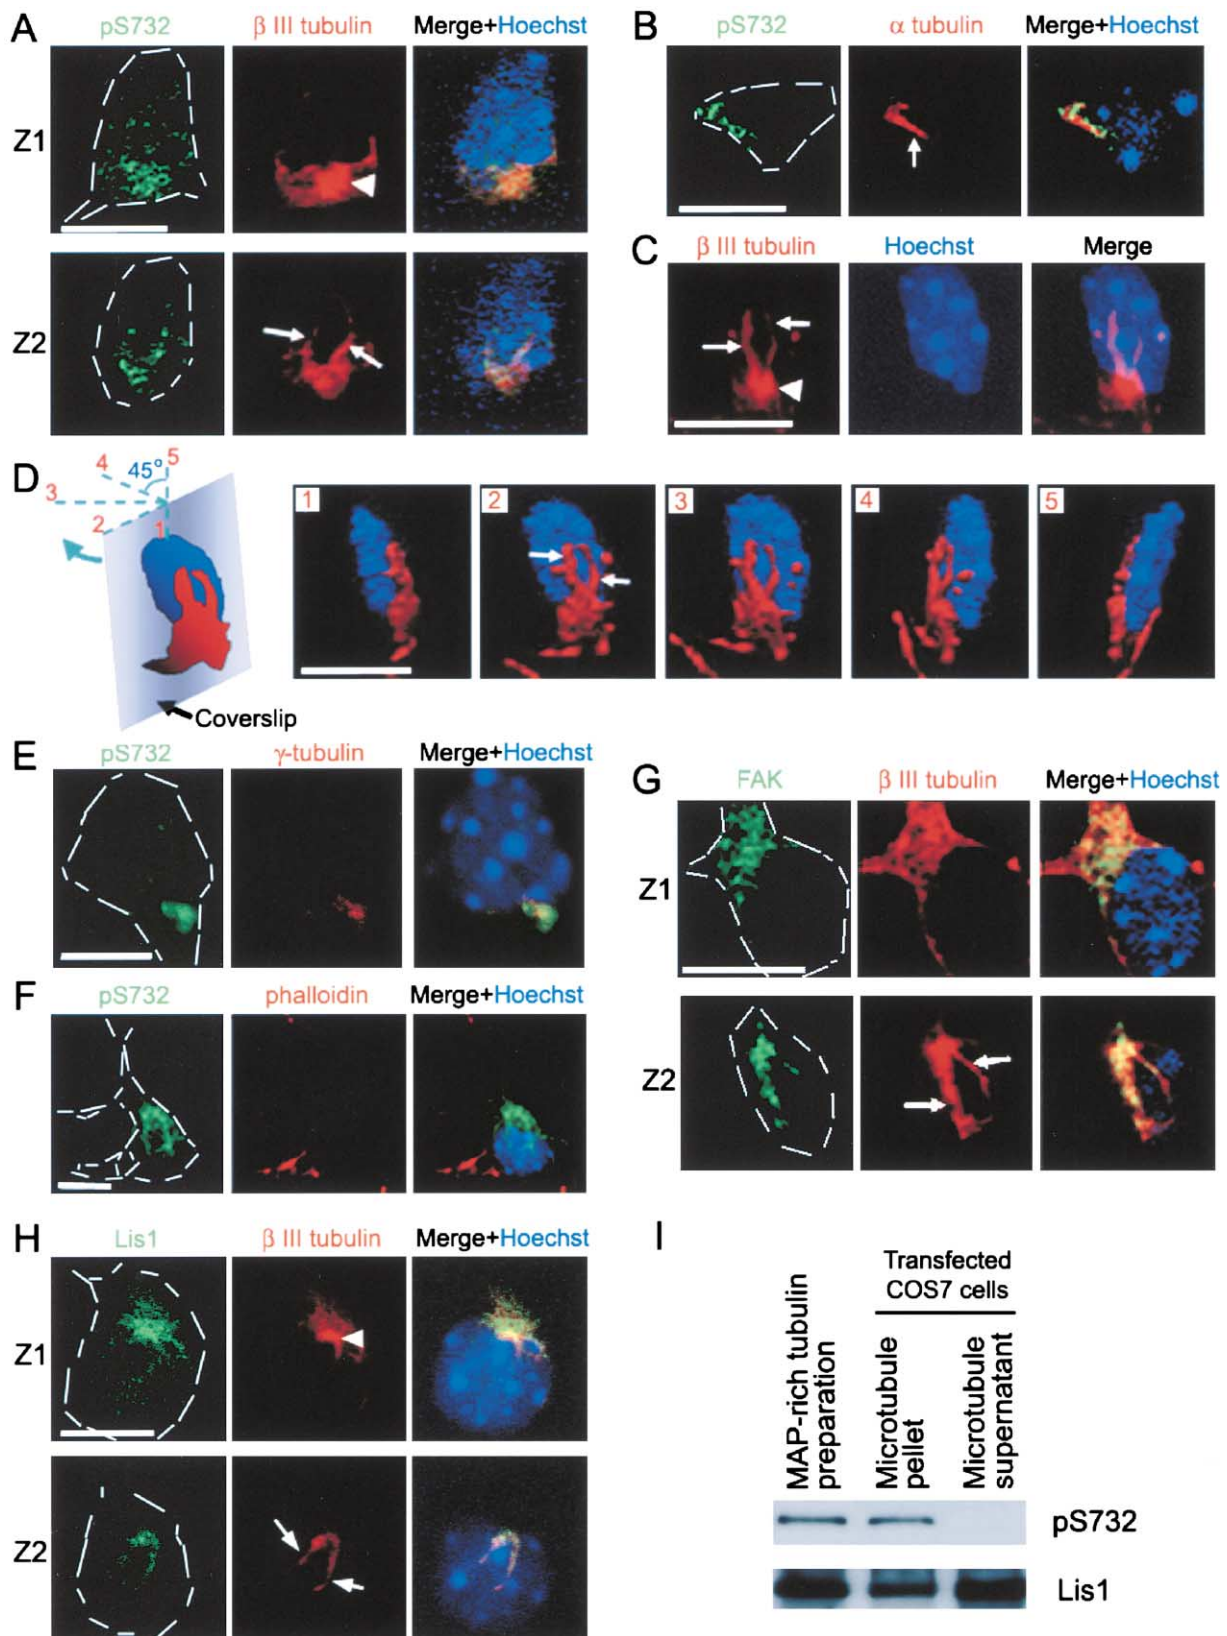 A
pS732 β III tubulin Merge+Hoechst
Z1
Z2
B
pS732 α tubulin Merge+Hoechst
C
β III tubulin Hoechst Merge
D
1 2 3 4 5
45°
Coverslip
1 2 3 4 5
E
pS732 γ-tubulin Merge+Hoechst
F
pS732 phalloidin Merge+Hoechst
G
FAK β III tubulin Merge+Hoechst
Z1
Z2
H
Lis1 β III tubulin Merge+Hoechst
Z1
Z2
I
Transfected
COS7 cells
MAP-rich tubulin
preparation
Microtubule
pellet
Microtubule
supernatant
pS732
Lis1